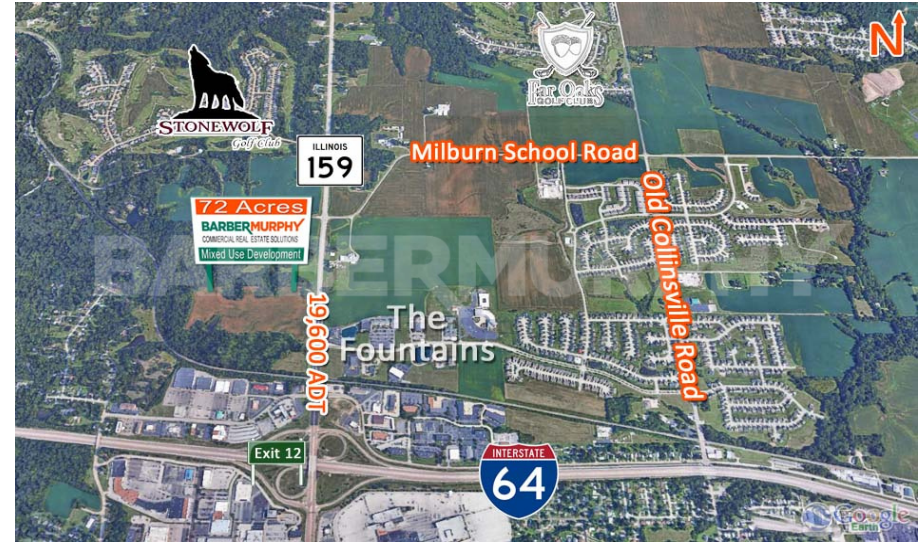 N
STONEWOLF
Golf Club
Far Oaks
GOLF CLUB
ILLINOIS
159
Milburn School Road
Old Collinsville Road
72 Acres
BARBERMURPHY
COMMERCIAL REAL ESTATE SOLUTIONS
Mixed Use Development
BARBERMURPHY
19,600 ADT
The
Fountains
Exit 12
INTERSTATE
64
Google
Earth